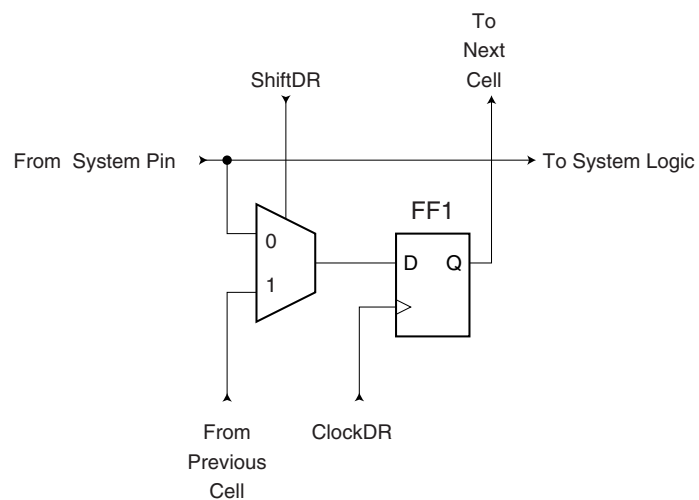 To
Next
Cell
ShiftDR
From System Pin
To System Logic
FF1
0
D Q
1
From
Previous
Cell
ClockDR